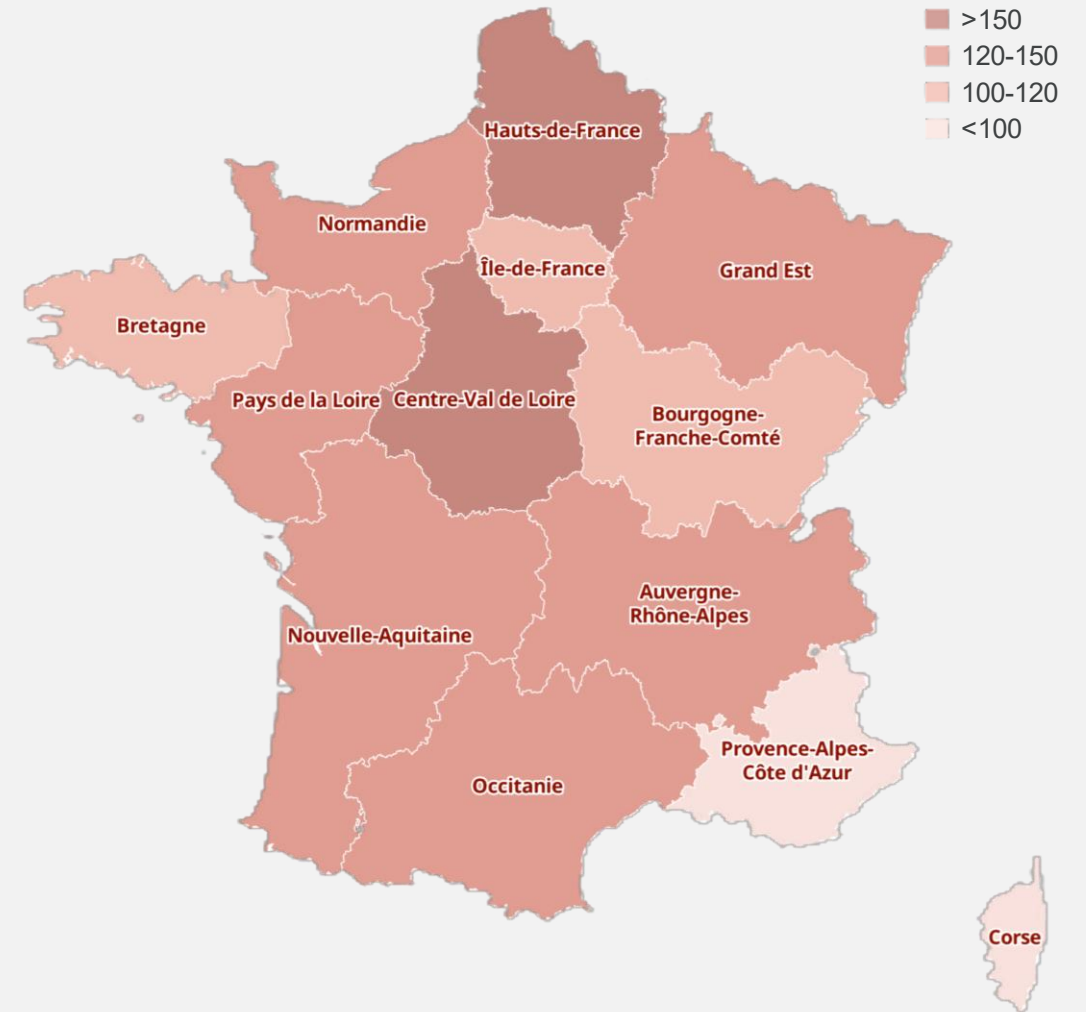 >150
120-150
100-120
<100
Hauts-de-France
Normandie
Île-de-France
Grand Est
Bretagne
Pays de la Loire
Centre-Val de Loire
Bourgogne-
Franche-Comté
Auvergne-
Rhône-Alpes
Nouvelle-Aquitaine
Provence-Alpes-
Côte d'Azur
Occitanie
Corse